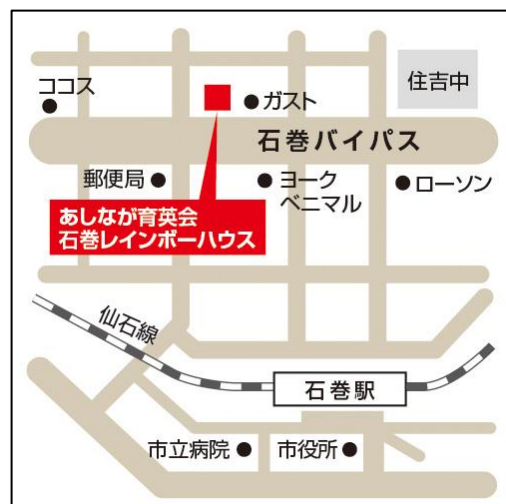 ココス
ガスト
住吉中
石巻バイパス
郵便局
ヨーク
ベニマル
ローソン
あしなが育英会
石巻レインボーハウス
仙石線
石巻駅
市立病院
市役所